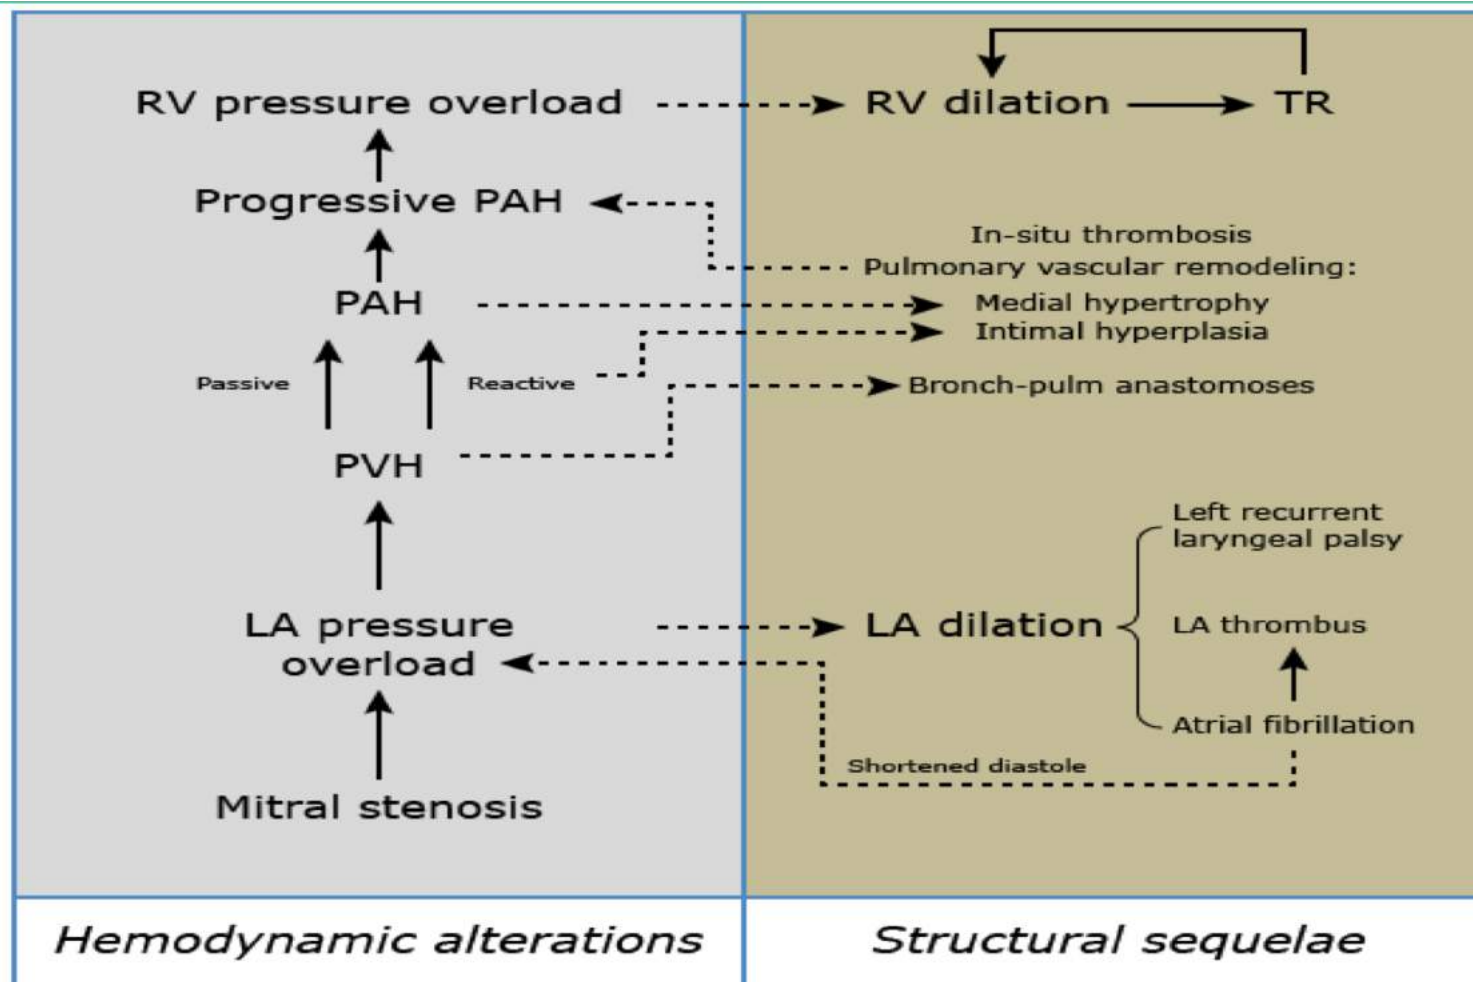 RV pressure overload
RV dilation
TR
Progressive PAH
In-situ thrombosis
Pulmonary vascular remodeling:
PAH
Medial hypertrophy
Intimal hyperplasia
Passive
Reactive
Bronch-pulm anastomoses
PVH
Left recurrent
laryngeal palsy
LA pressure
overload
LA dilation
LA thrombus
Atrial fibrillation
Shortened diastole
Mitral stenosis
Hemodynamic alterations
Structural sequelae